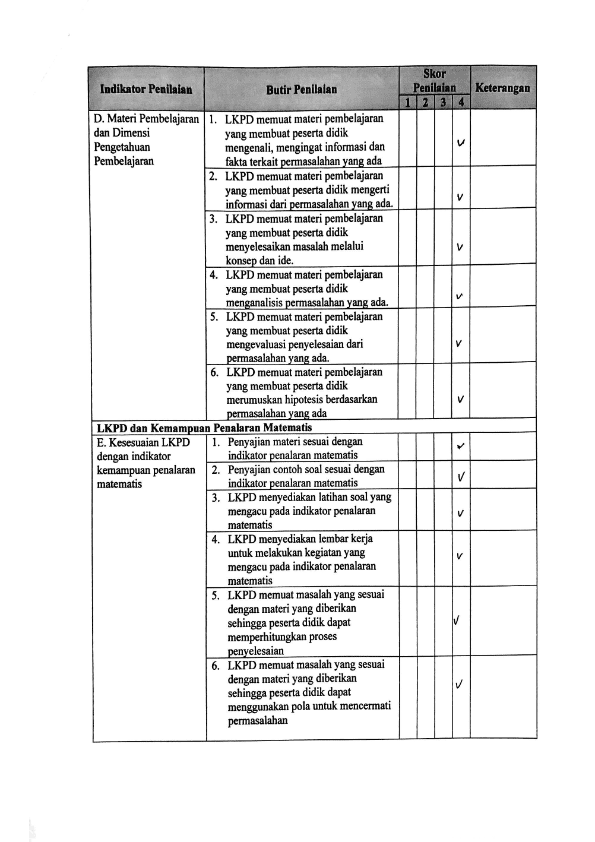 Indikator Penilaian
Butir Penilaian
Skor
Penilaian
Keterangan
1 2 3 4
D. Materi Pembelajaran
dan Dimensi
Pengetahuan
Pembelajaran
1. LKPD memuat materi pembelajaran
yang membuat peserta didik
mengenali, mengingat informasi dan
fakta terkait permasalahan yang ada
✓
2. LKPD memuat materi pembelajaran
yang membuat peserta didik mengerti
informasi dari permasalahan yang ada.
✓
3. LKPD memuat materi pembelajaran
yang membuat peserta didik
menyelesaikan masalah melalui
konsep dan ide.
✓
4. LKPD memuat materi pembelajaran
yang membuat peserta didik
menganalisis permasalahan yang ada.
✓
5. LKPD memuat materi pembelajaran
yang membuat peserta didik
mengevaluasi penyelesaian dari
permasalahan yang ada.
✓
6. LKPD memuat materi pembelajaran
yang membuat peserta didik
merumuskan hipotesis berdasarkan
permasalahan yang ada
✓
LKPD dan Kemampuan Penalaran Matematis
E. Kesesuaian LKPD
dengan indikator
kemampuan penalaran
matematis
1. Penyajian materi sesuai dengan
indikator penalaran matematis
✓
2. Penyajian contoh soal sesuai dengan
indikator penalaran matematis
✓
3. LKPD menyediakan latihan soal yang
mengacu pada indikator penalaran
matematis
✓
4. LKPD menyediakan lembar kerja
untuk melakukan kegiatan yang
mengacu pada indikator penalaran
matematis
✓
5. LKPD memuat masalah yang sesuai
dengan materi yang diberikan
sehingga peserta didik dapat
memperhitungkan proses
penyelesaian
✓
6. LKPD memuat masalah yang sesuai
dengan materi yang diberikan
sehingga peserta didik dapat
menggunakan pola untuk mencermati
permasalahan
✓